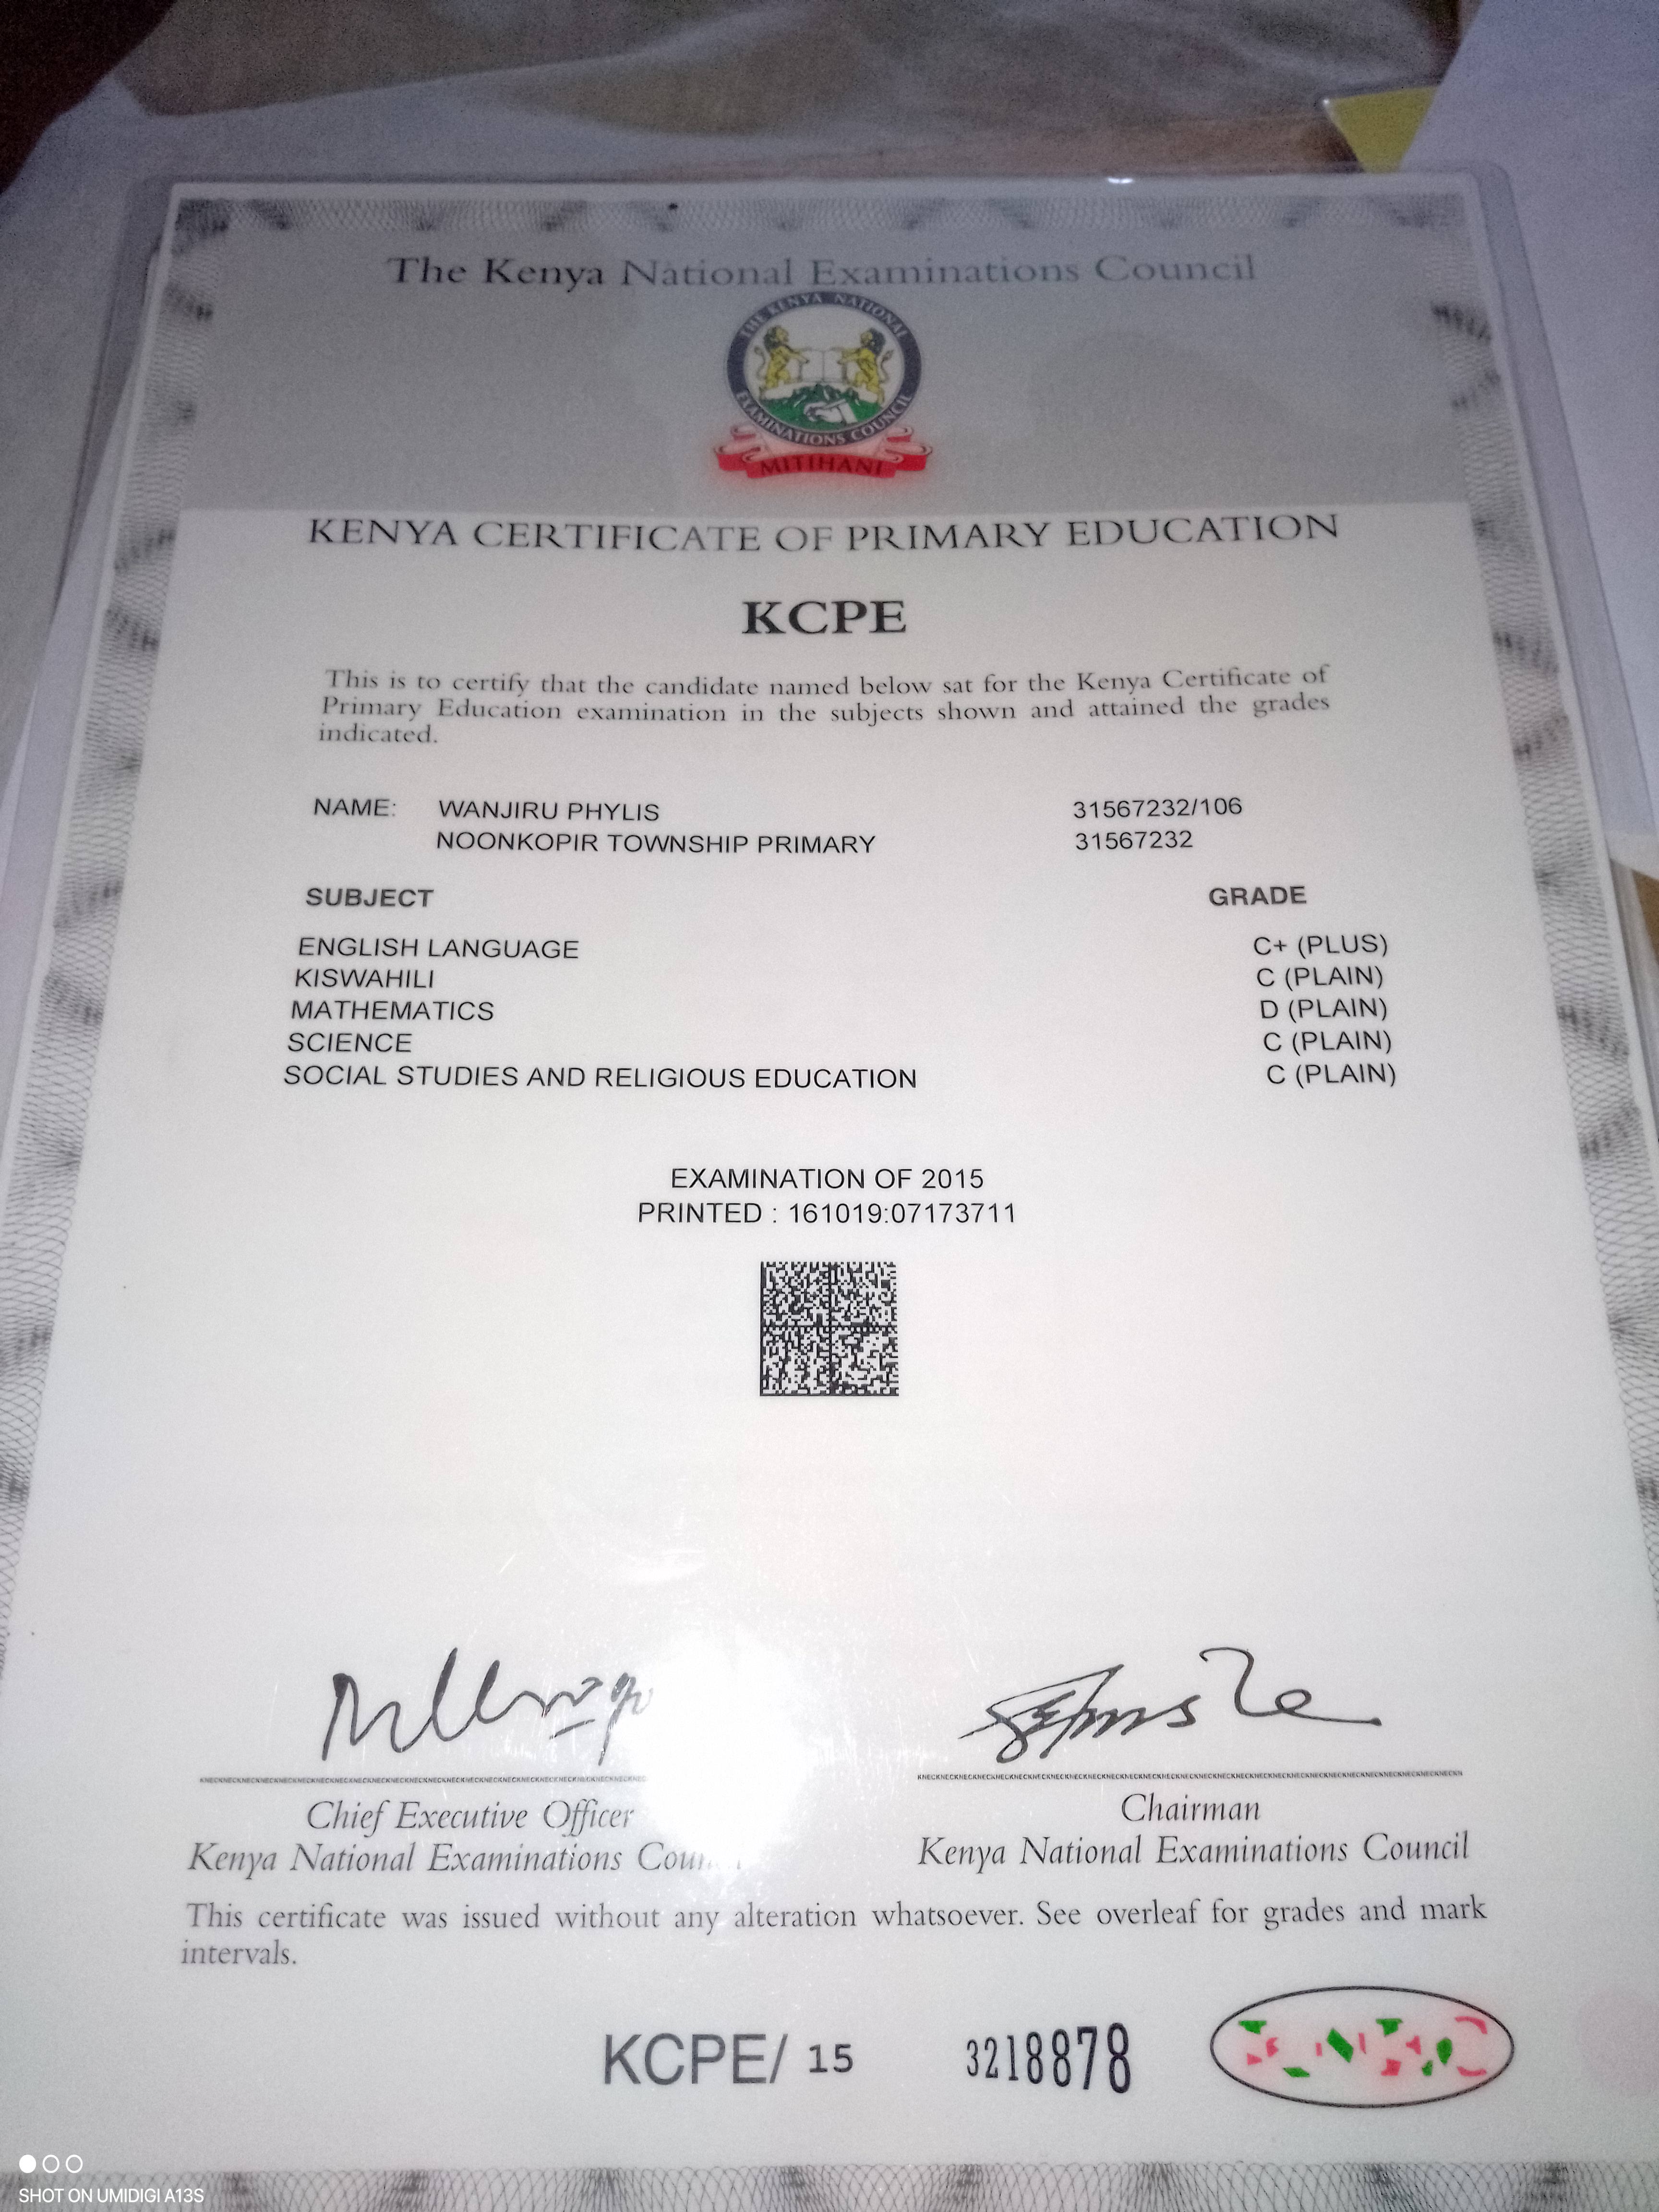 The Kenya National Examinations Council
THE KENYA NATIONAL
EXAMINATIONS COUNCIL
MITIHANI
KENYA CERTIFICATE OF PRIMARY EDUCATION
KCPE
This is to certify that the candidate named below sat for the Kenya Certificate of
Primary Education examination in the subjects shown and attained the grades
indicated.
NAME: WANJIRU PHYLIS 31567232/106
NOONKOPIR TOWNSHIP PRIMARY 31567232
SUBJECT GRADE
ENGLISH LANGUAGE C+ (PLUS)
KISWAHILI C (PLAIN)
MATHEMATICS D (PLAIN)
SCIENCE C (PLAIN)
SOCIAL STUDIES AND RELIGIOUS EDUCATION C (PLAIN)
EXAMINATION OF 2015
PRINTED : 161019:07173711
Chief Executive Officer Chairman
Kenya National Examinations Kenya National Examinations Council
This certificate was issued without any alteration whatsoever. See overleaf for grades and mark
intervals.
KCPE/ 15 3218878
SHOT ON UMIDIGI A13S